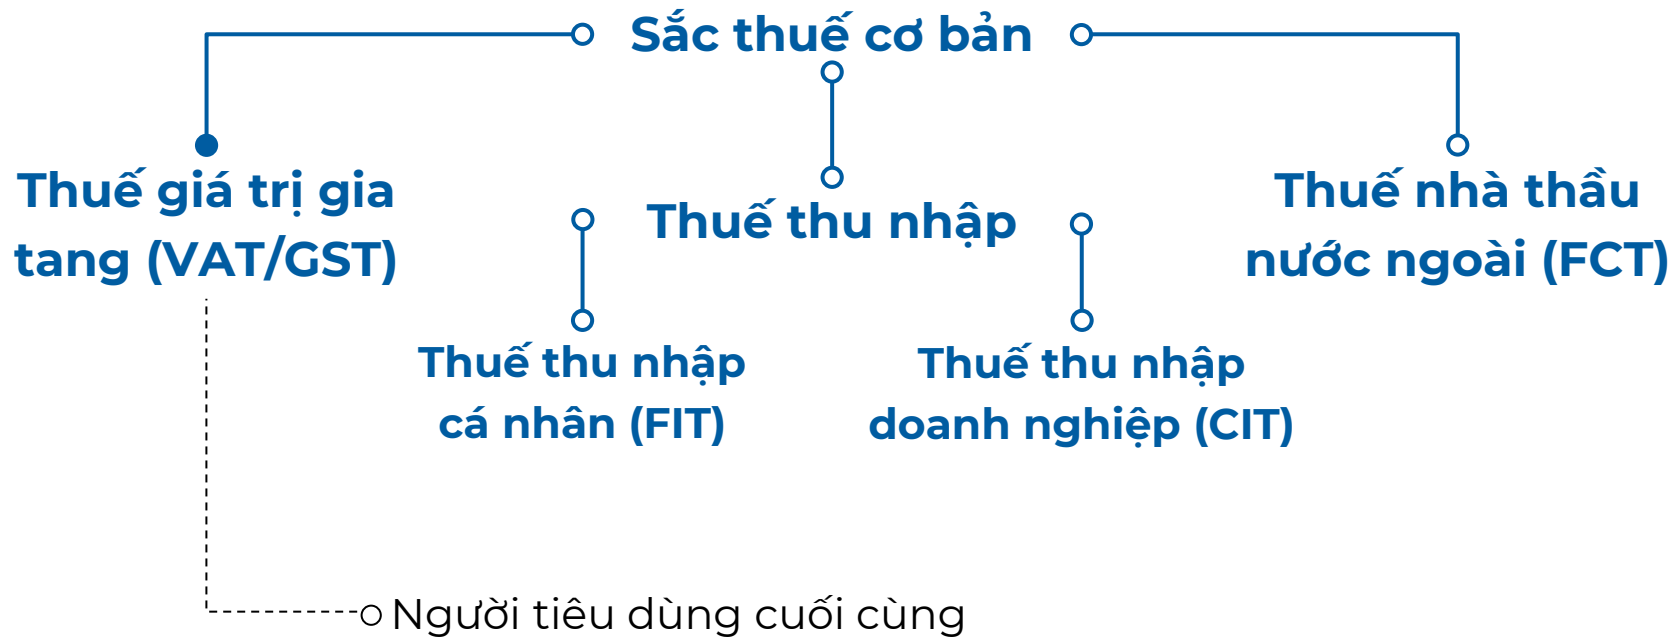 Sắc thuế cơ bản
Thuế giá trị gia
tang (VAT/GST)
Thuế thu nhập
Thuế nhà thầu
nước ngoài (FCT)
Thuế thu nhập
cá nhân (FIT)
Thuế thu nhập
doanh nghiệp (CIT)
Người tiêu dùng cuối cùng